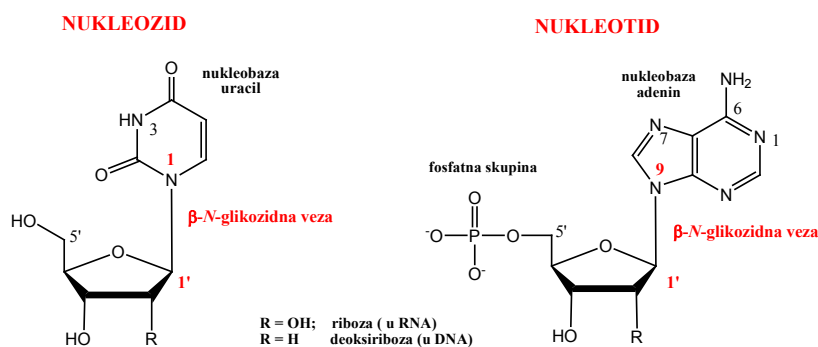 NUKLEOZID
nukleobaza
uracil
O
HN
3
1
O
N
HO
5'
β-N-glikozidna veza
O
1'
HO
R
NUKLEOTID
nukleobaza
adenin
NH2
6
N
7
N
1
9
N
N
fosfatna skupina
O
-O
P
O
5'
O-
β-N-glikozidna veza
O
1'
HO
R
R = OH; riboza ( u RNA)
R = H deoksiriboza (u DNA)